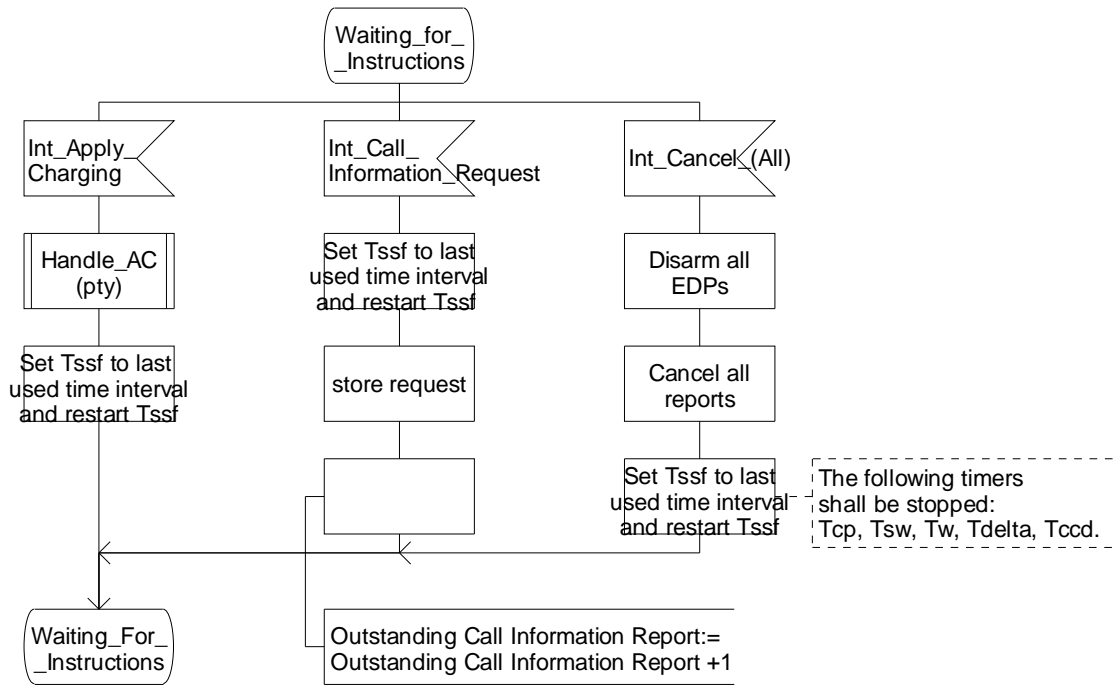 Waiting_for_
_Instructions
Int_Apply_
Charging
Int_Call_
Information_Request
Int_Cancel_(All)
Handle_AC
(pty)
Set Tssf to last
used time interval
and restart Tssf
Disarm all
EDPs
Set Tssf to last
used time interval
and restart Tssf
store request
Cancel all
reports
Set Tssf to last
used time interval
and restart Tssf
The following timers
shall be stopped:
Tcp, Tsw, Tw, Tdelta, Tccd.
Waiting_For_
_Instructions
Outstanding Call Information Report:=
Outstanding Call Information Report +1